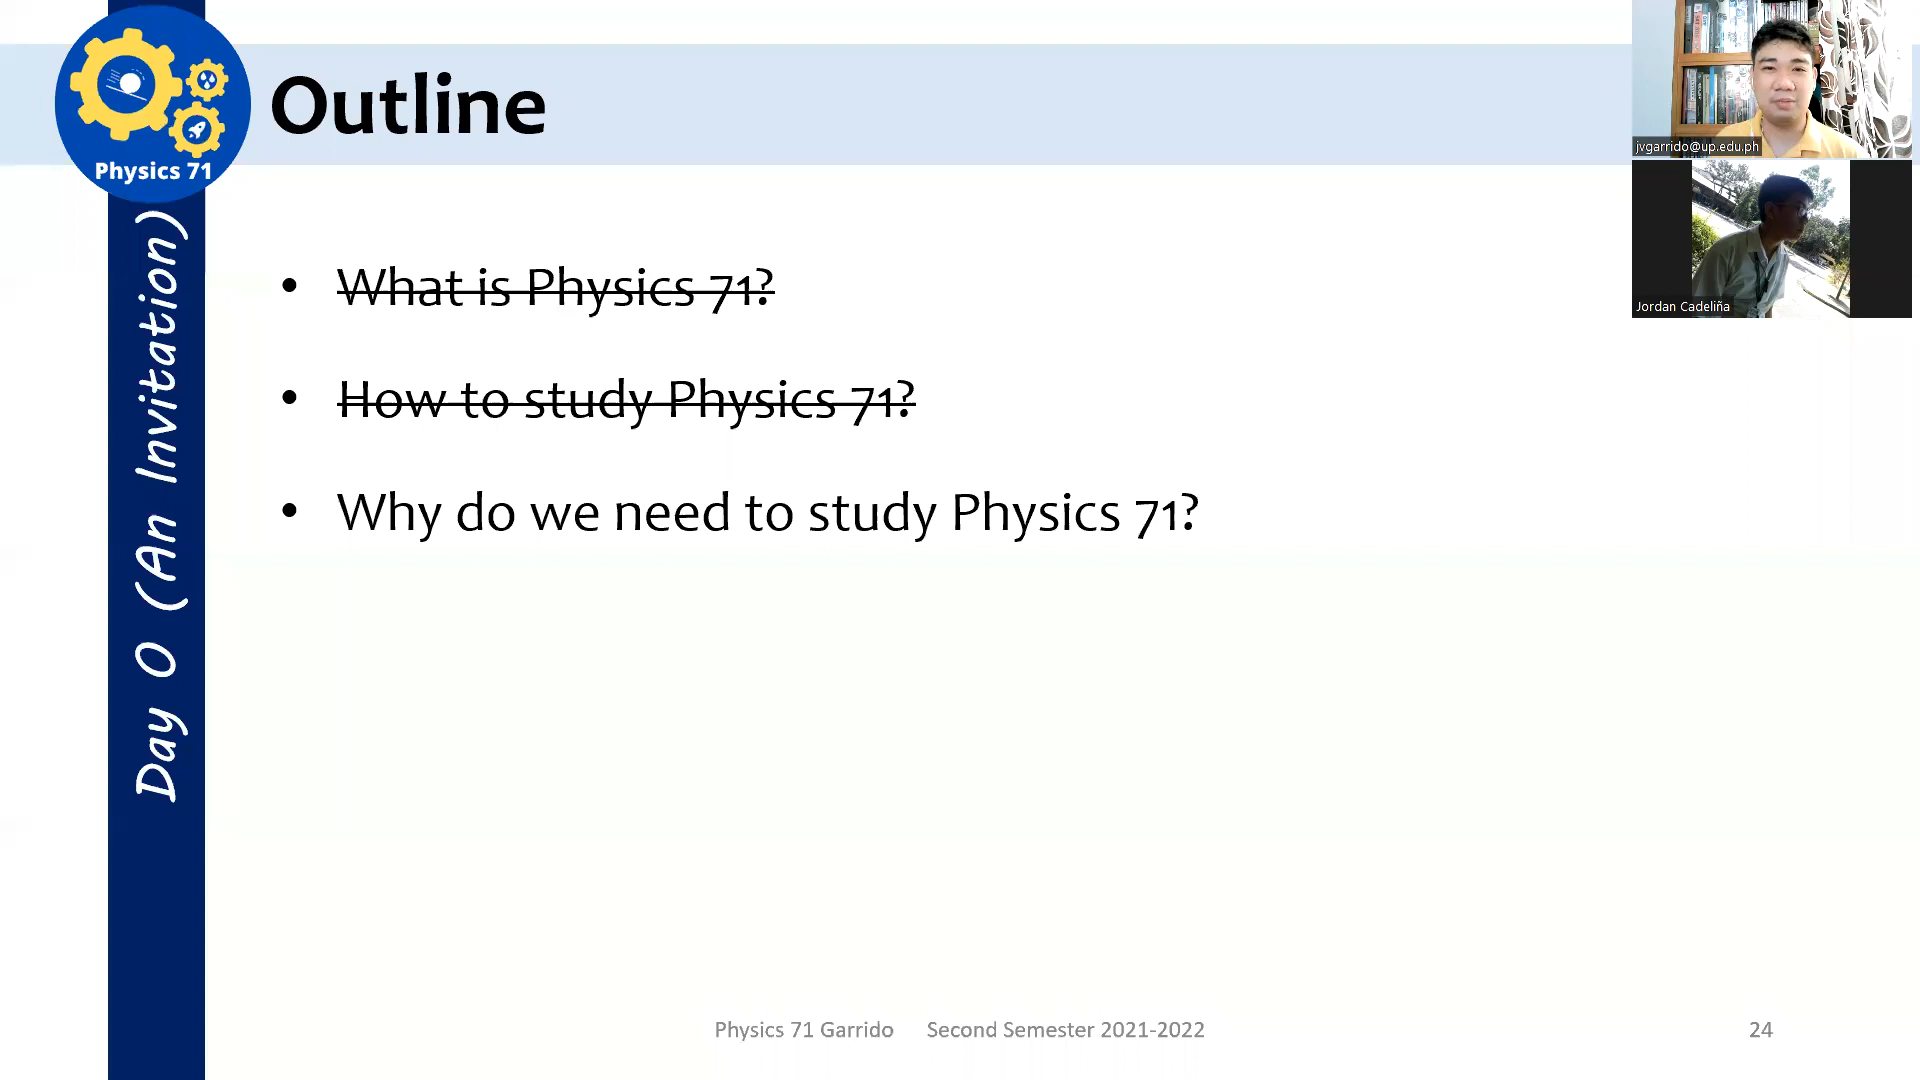 Physics 71
Outline
Day 0 (An Invitation)
• What is Physics 71?
• How to study Physics 71?
• Why do we need to study Physics 71?
jvgarrido@up.edu.ph
Jordan Cadeliña
Physics 71 Garrido Second Semester 2021-2022
24